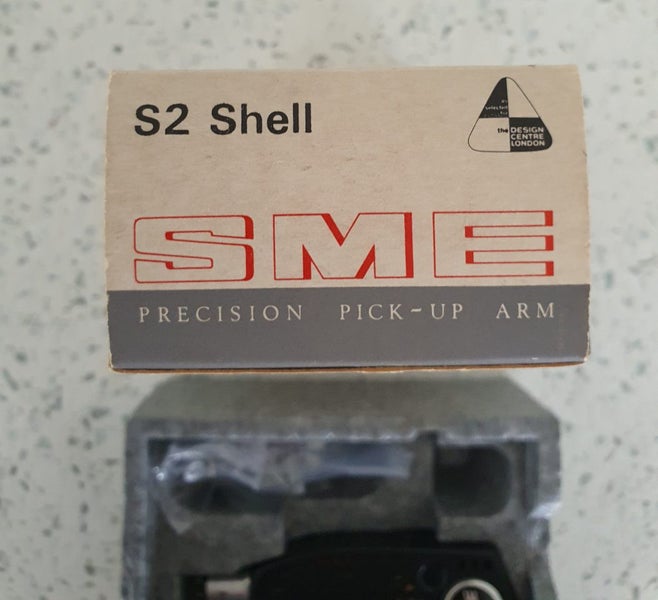 S2 Shell
the DESIGN
CENTRE
LONDON
SME
PRECISION PICK-UP ARM